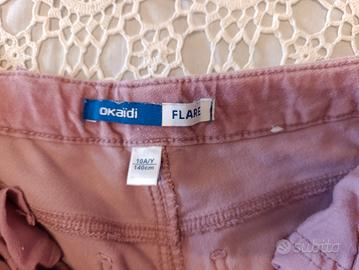 OKAïDI
FLARE
10A/Y
140cm
subito